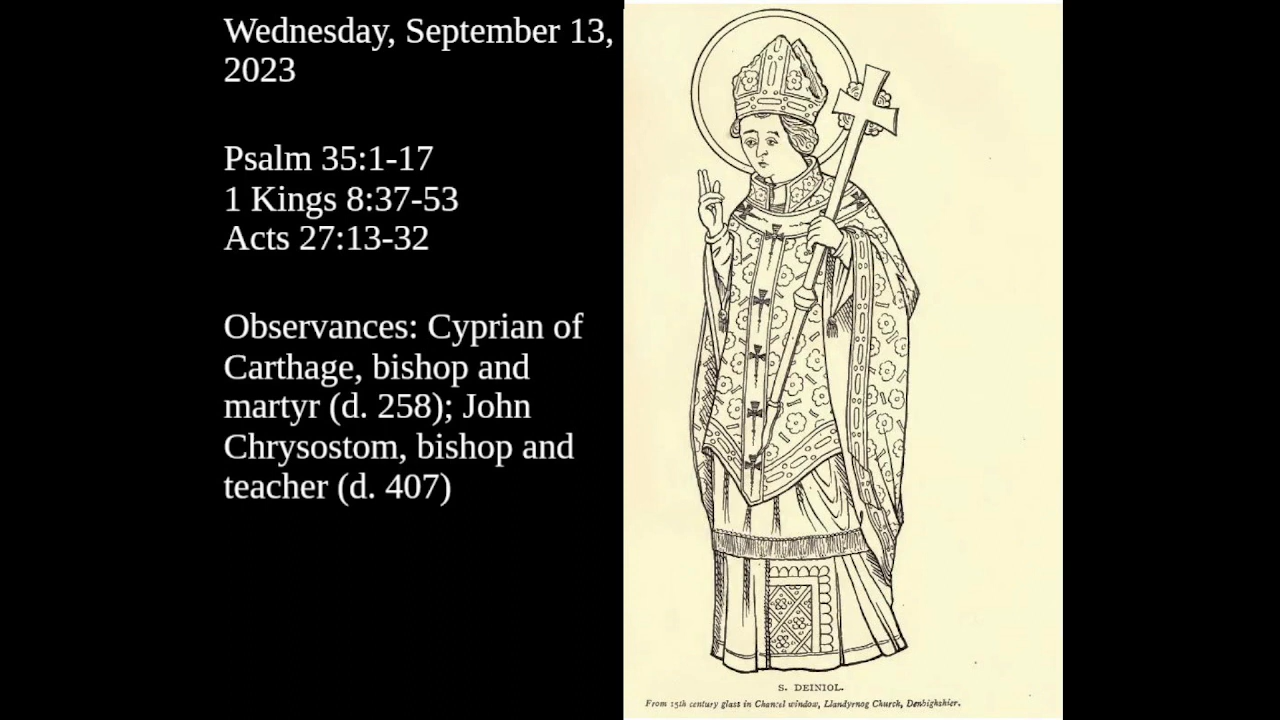 Wednesday, September 13,
2023
Psalm 35:1-17
1 Kings 8:37-53
Acts 27:13-32
Observances: Cyprian of
Carthage, bishop and
martyr (d. 258); John
Chrysostom, bishop and
teacher (d. 407)
S. DEINIOL.
From 15th century glass in Chancel window, Llandyrnog Church, Denbighshier.